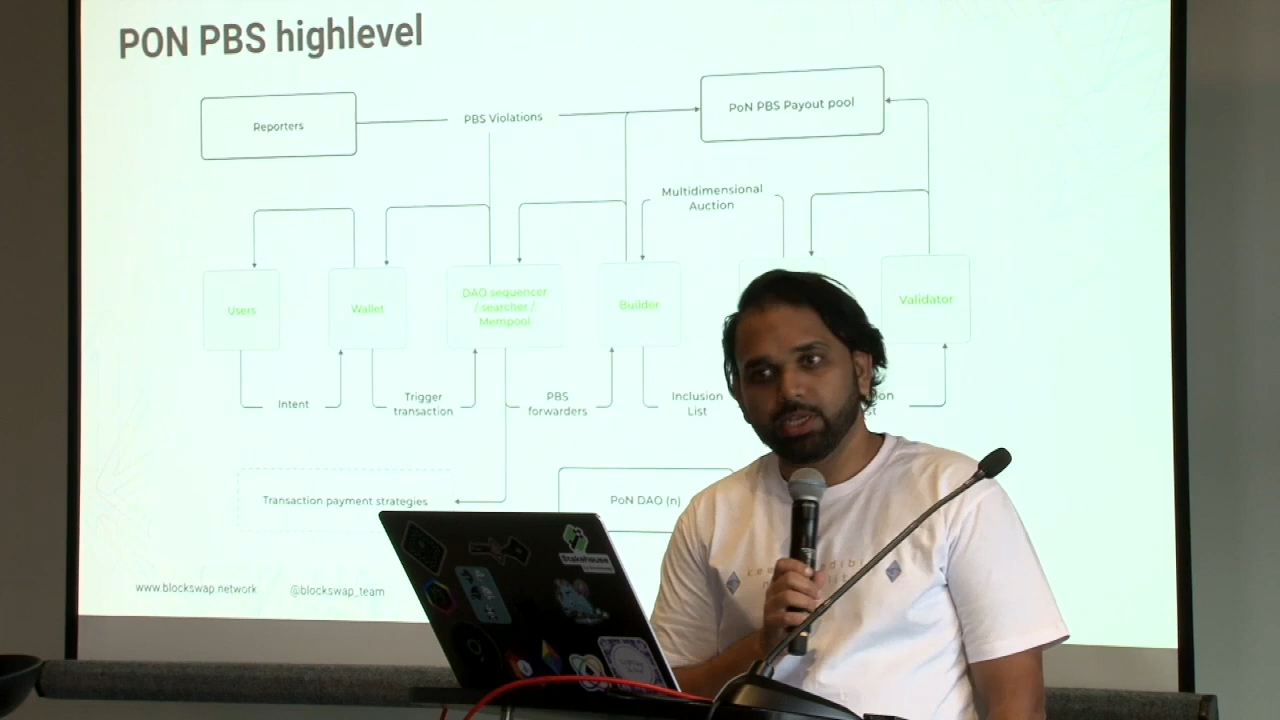 PON PBS highlevel
Reporters
PBS Violations
PoN PBS Payout pool
Multidimensional
Auction
Users
Wallet
DAO sequencer
/ searcher /
Mempool
Builder
Validator
Intent
Trigger
transaction
PBS
forwarders
Inclusion
List
Transaction payment strategies
PoN DAO (n)
www.blockswap.network
@blockswap_team
Stakehouse